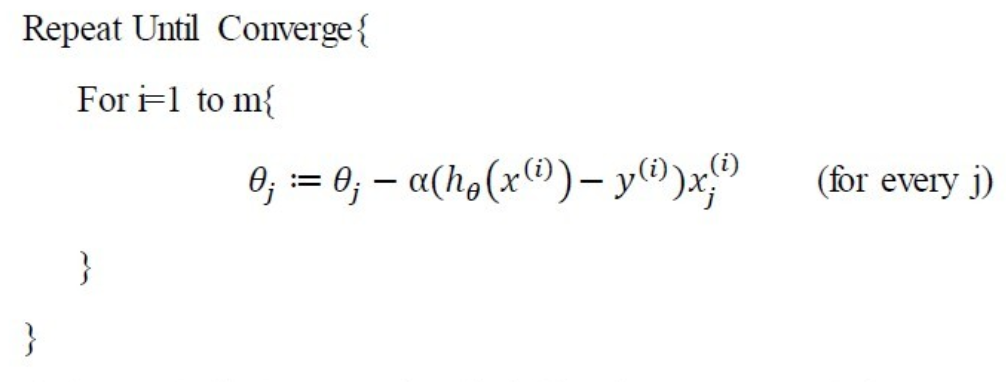 Repeat Until Converge{
For i=1 to m{
θ_j := θ_j − α(h_θ(x^(i)) − y^(i))x_j^(i) (for every j)
}
}